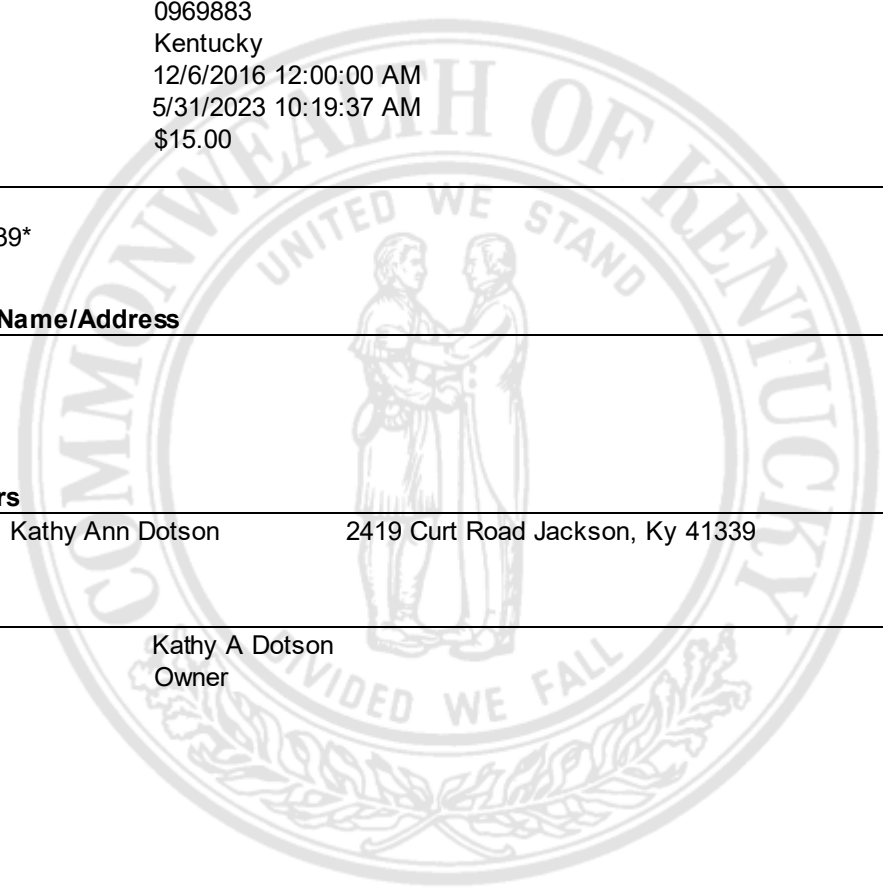 0969883
Kentucky
12/6/2016 12:00:00 AM
5/31/2023 10:19:37 AM
$15.00
COMMONWEALTH OF KENTUCKY
UNITED WE STAND
39*
Name/Address
rs
Kathy Ann Dotson 2419 Curt Road Jackson, Ky 41339
Kathy A Dotson
Owner
DIVIDED WE FALL